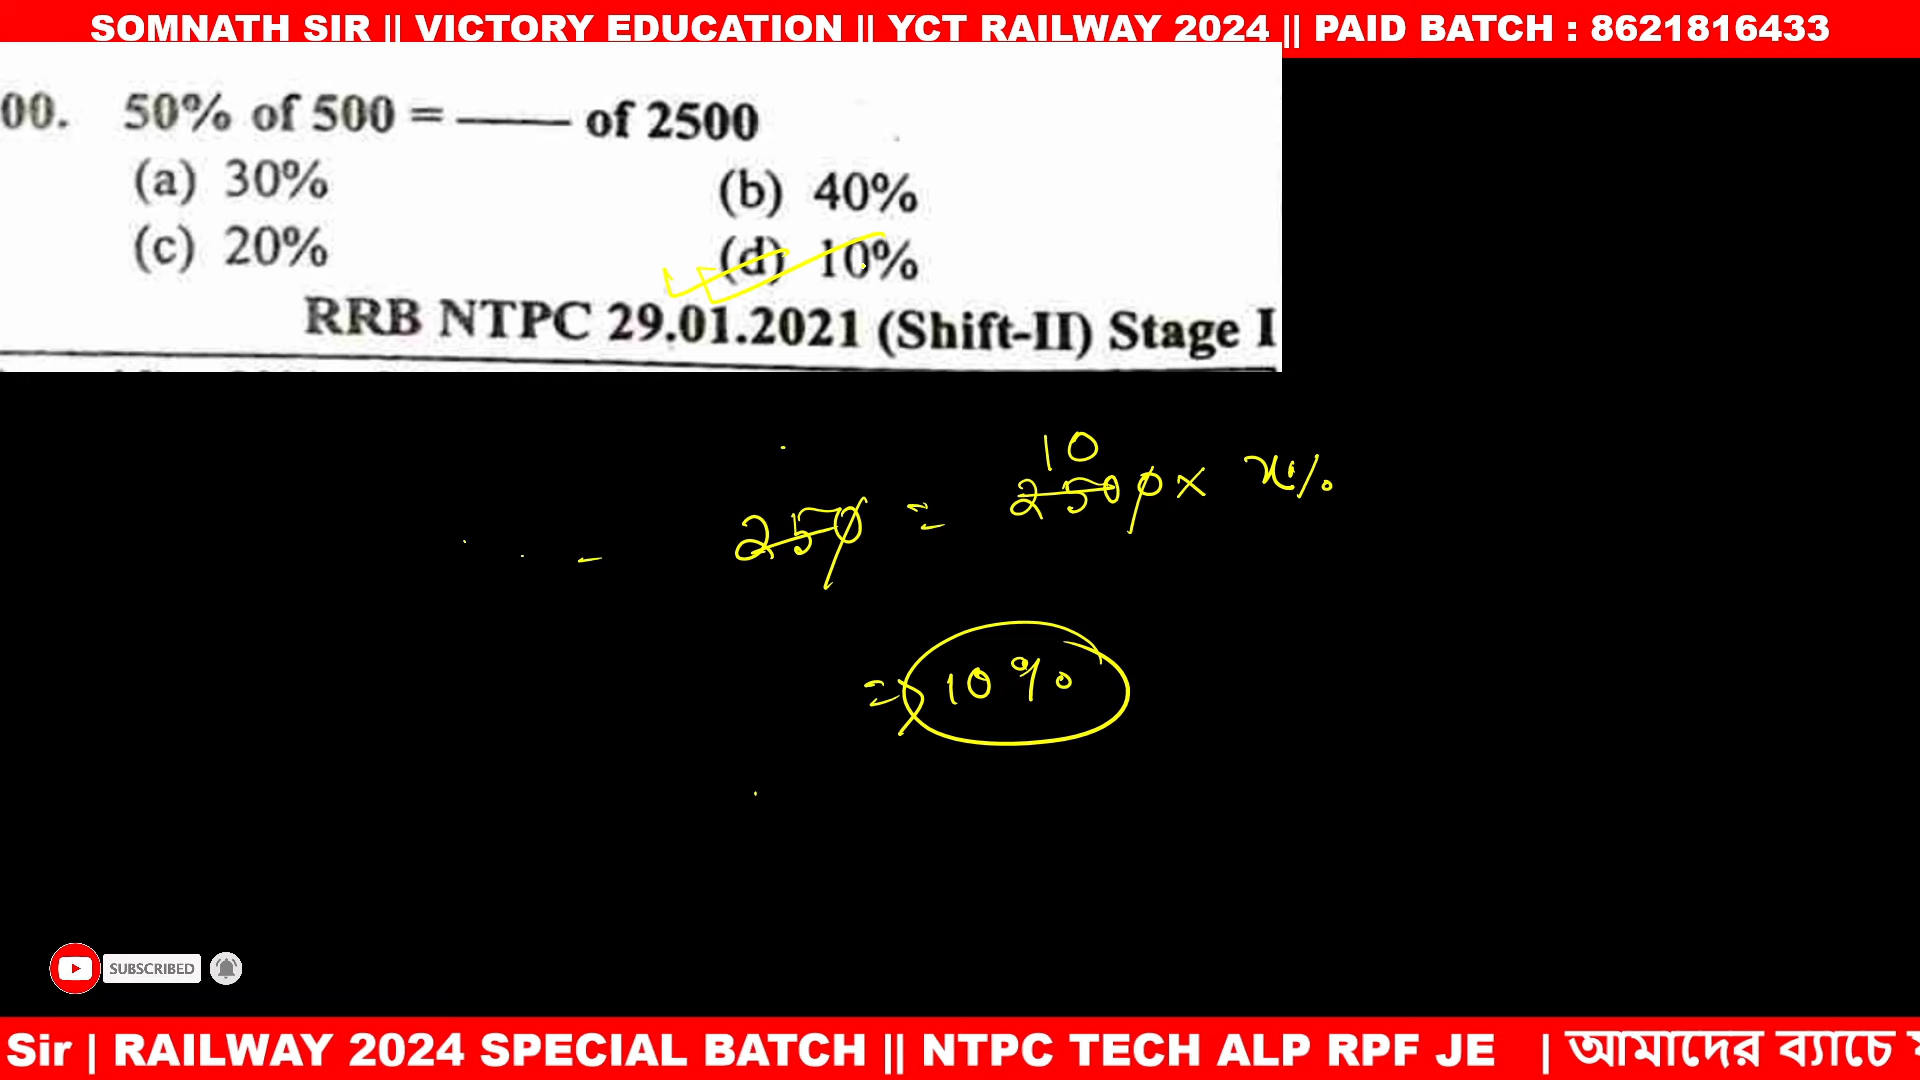 SOMNATH SIR || VICTORY EDUCATION || YCT RAILWAY 2024 || PAID BATCH : 8621816433
00. 50% of 500 = —— of 2500
(a) 30% (b) 40%
(c) 20% (d) 10%
RRB NTPC 29.01.2021 (Shift-II) Stage I
10
250 = 2500 × x%
=> 10%
SUBSCRIBED
Sir | RAILWAY 2024 SPECIAL BATCH || NTPC TECH ALP RPF JE | আমাদের ব্যাচে